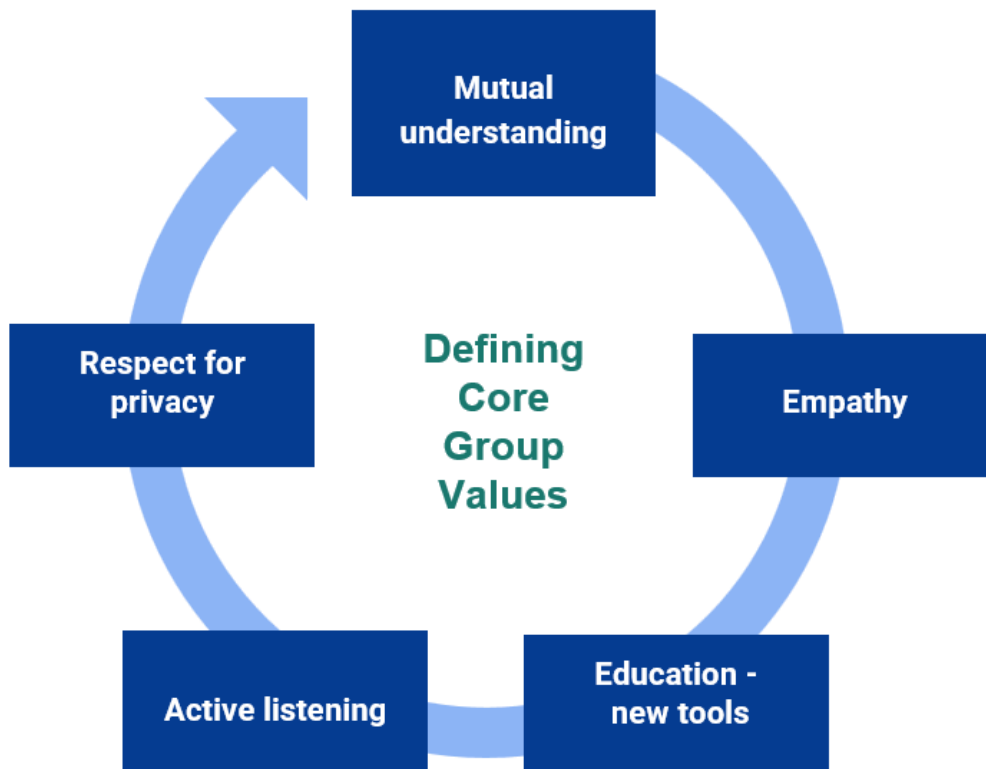 Mutual
understanding
Empathy
Education -
new tools
Active listening
Respect for
privacy
Defining
Core
Group
Values